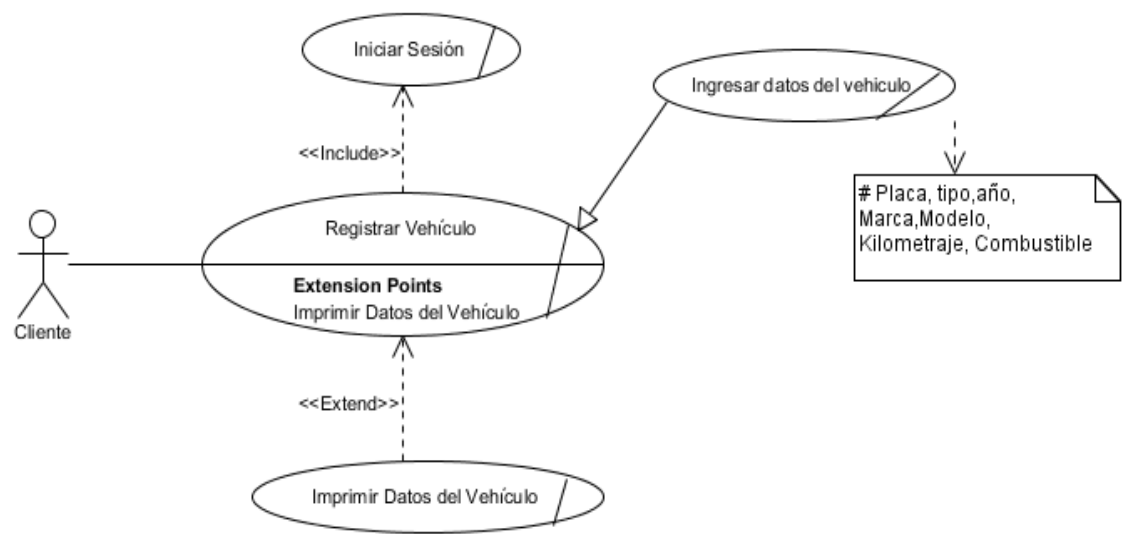 Iniciar Sesión
Ingresar datos del vehiculo
<<Include>>
# Placa, tipo,año,
Marca,Modelo,
Kilometraje, Combustible
Registrar Vehículo
Extension Points
Imprimir Datos del Vehículo
Cliente
<<Extend>>
Imprimir Datos del Vehículo